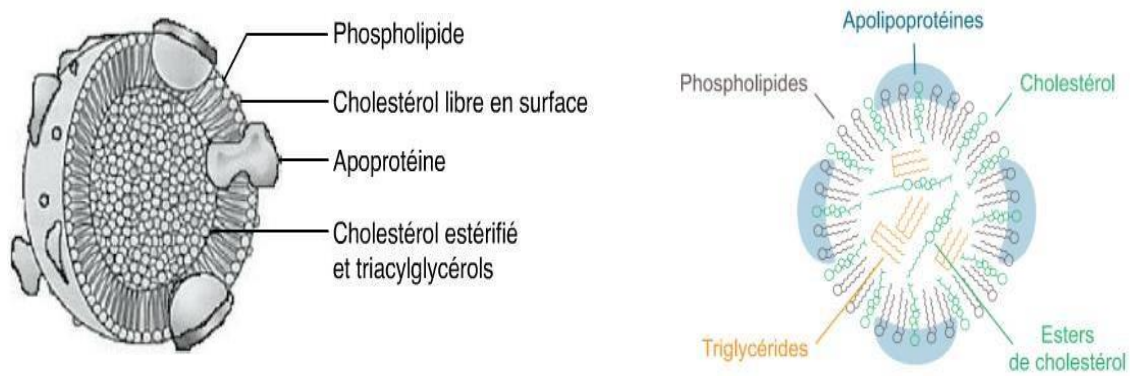 Phospholipide
Cholestérol libre en surface
Apoprotéine
Cholestérol estérifié
et triacylglycérols
Apolipoprotéines
Phospholipides
Cholestérol
Triglycérides
Esters
de cholestérol